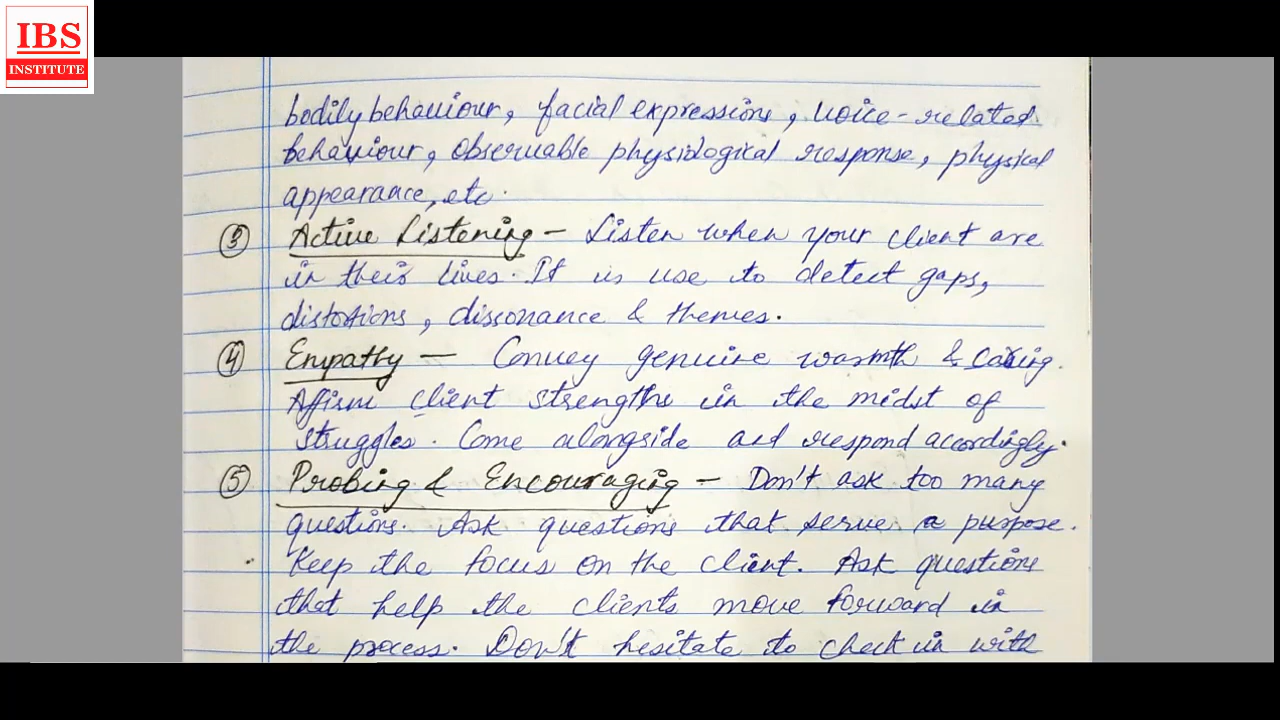 IBS
INSTITUTE
bodily behaviour, facial expressions, voice-related
behaviour, observable physiological response, physical
appearance, etc.
③ Active Listening - Listen when your client are
in their lives. It is use to detect gaps,
distortions, dissonance & themes.
④ Empathy - Convey genuine warmth & caring.
Affirm client strengths in the midst of
struggles. Come alongside and respond accordingly.
⑤ Probing & Encouraging - Don't ask too many
questions. Ask questions that serve a purpose.
Keep the focus on the client. Ask questions
that help the clients move forward in
the process. Don't hesitate to check in with